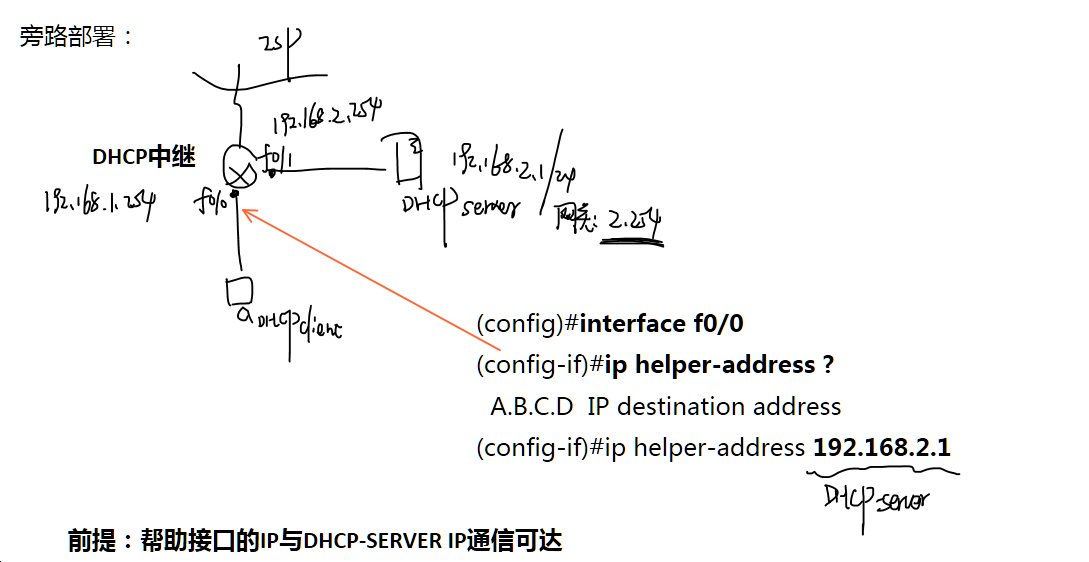 旁路部署：
ISP
192.168.2.254
DHCP中继
f0/1
192.168.2.1/24
DHCP server
网关: 2.254
192.168.1.254
f0/0
a DHCP client
(config)#interface f0/0
(config-if)#ip helper-address ?
A.B.C.D IP destination address
(config-if)#ip helper-address 192.168.2.1
DHCP server
前提：帮助接口的IP与DHCP-SERVER IP通信可达